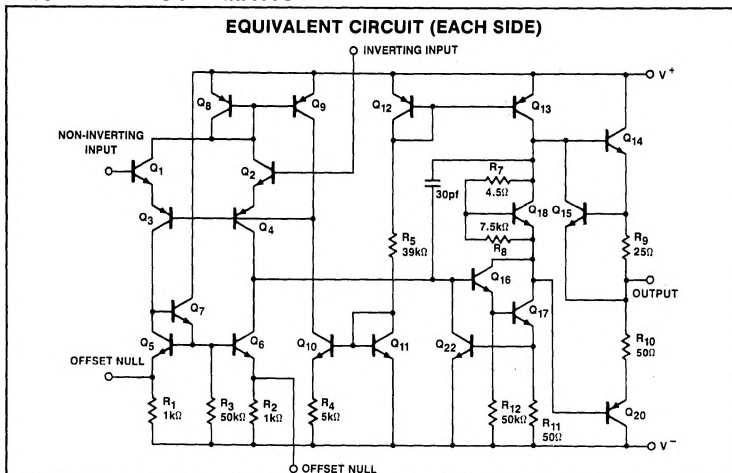 EQUIVALENT CIRCUIT (EACH SIDE)
INVERTING INPUT
V+
Q8
Q9
Q12
Q13
NON-INVERTING
INPUT
Q14
Q1
Q2
R7
4.5Ω
30pf
Q3
Q4
Q18
Q15
R5
39kΩ
7.5kΩ
R8
R9
25Ω
Q16
OUTPUT
Q7
Q17
Q5
Q6
Q10
Q11
Q22
R10
50Ω
OFFSET NULL
R1
1kΩ
R3
50kΩ
R2
1kΩ
R4
5kΩ
R12
50kΩ
R11
50Ω
Q20
V−
OFFSET NULL